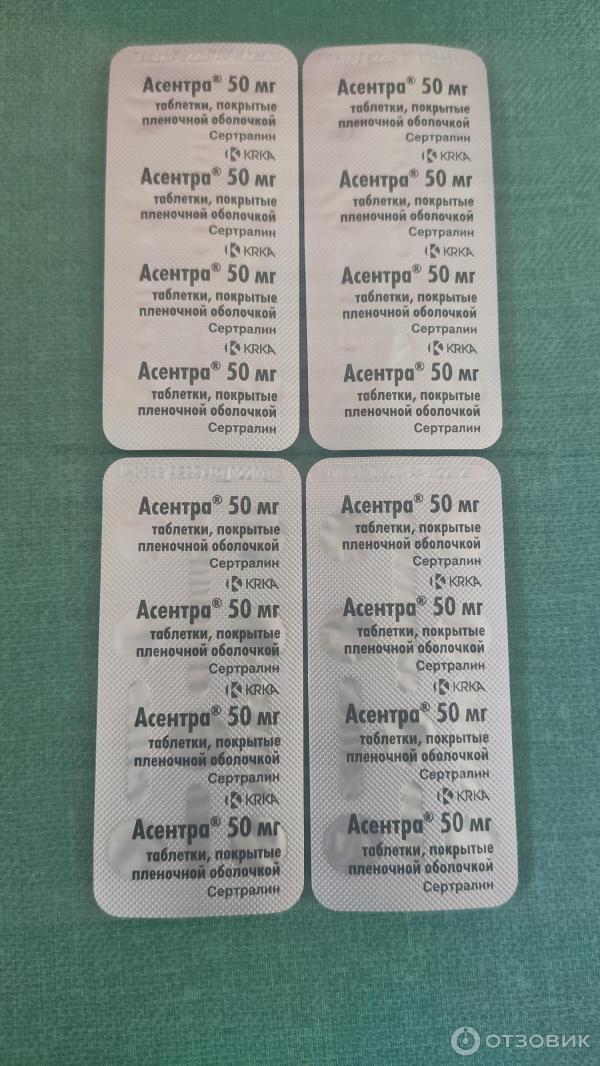 Асентра® 50 мг
таблетки, покрытые
пленочной оболочкой
Сертралин
KRKA
Асентра® 50 мг
таблетки, покрытые
пленочной оболочкой
Сертралин
KRKA
Асентра® 50 мг
таблетки, покрытые
пленочной оболочкой
Сертралин
KRKA
Асентра® 50 мг
таблетки, покрытые
пленочной оболочкой
Сертралин
Асентра® 50 мг
таблетки, покрытые
пленочной оболочкой
Сертралин
KRKA
Асентра® 50 мг
таблетки, покрытые
пленочной оболочкой
Сертралин
KRKA
Асентра® 50 мг
таблетки, покрытые
пленочной оболочкой
Сертралин
KRKA
Асентра® 50 мг
таблетки, покрытые
пленочной оболочкой
Сертралин
Асентра® 50 мг
таблетки, покрытые
пленочной оболочкой
Сертралин
KRKA
Асентра® 50 мг
таблетки, покрытые
пленочной оболочкой
Сертралин
KRKA
Асентра® 50 мг
таблетки, покрытые
пленочной оболочкой
Сертралин
KRKA
Асентра® 50 мг
таблетки, покрытые
пленочной оболочкой
Сертралин
Асентра® 50 мг
таблетки, покрытые
пленочной оболочкой
Сертралин
KRKA
Асентра® 50 мг
таблетки, покрытые
пленочной оболочкой
Сертралин
KRKA
Асентра® 50 мг
таблетки, покрытые
пленочной оболочкой
Сертралин
KRKA
Асентра® 50 мг
таблетки, покрытые
пленочной оболочкой
Сертралин
ОТЗОВИК